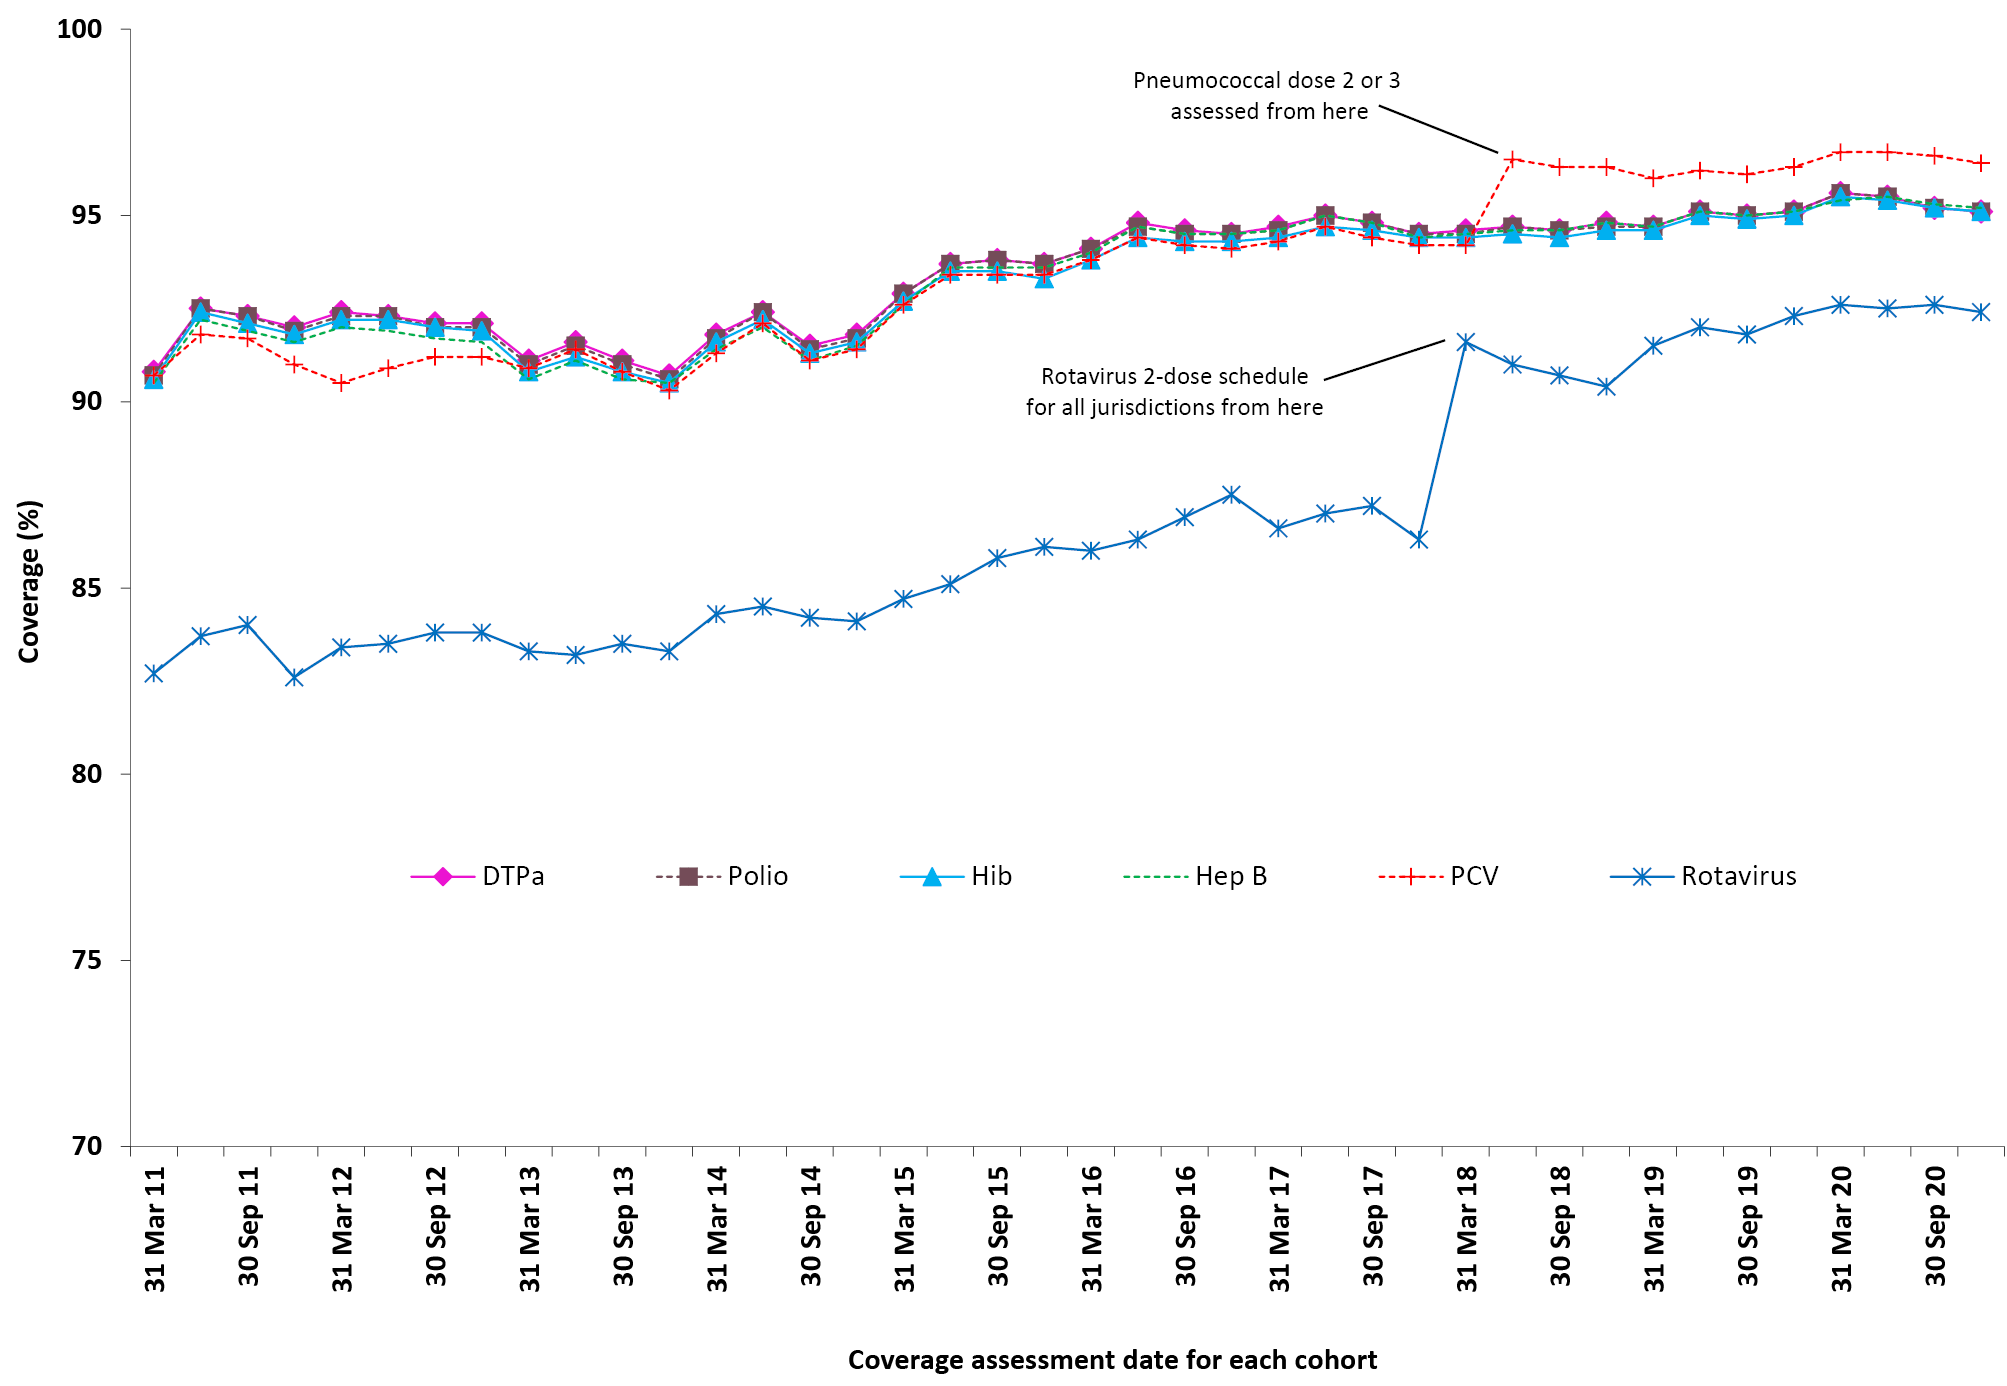 100
95
90
85
80
75
70
Coverage (%)
Pneumococcal dose 2 or 3
assessed from here
Rotavirus 2-dose schedule
for all jurisdictions from here
DTPa
Polio
Hib
Hep B
PCV
Rotavirus
31 Mar 11
30 Sep 11
31 Mar 12
30 Sep 12
31 Mar 13
30 Sep 13
31 Mar 14
30 Sep 14
31 Mar 15
30 Sep 15
31 Mar 16
30 Sep 16
31 Mar 17
30 Sep 17
31 Mar 18
30 Sep 18
31 Mar 19
30 Sep 19
31 Mar 20
30 Sep 20
Coverage assessment date for each cohort